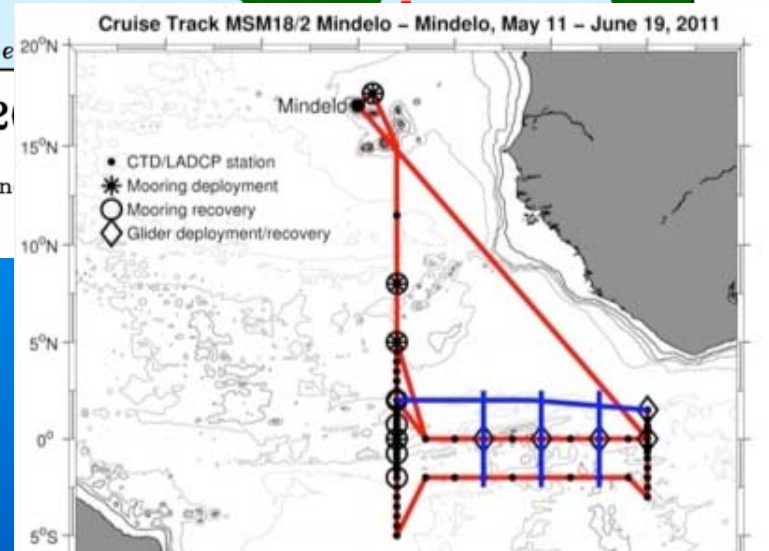 Cruise Track MSM18/2 Mindelo – Mindelo, May 11 – June 19, 2011
20°N
Mindelo
15°N
CTD/LADCP station
Mooring deployment
Mooring recovery
Glider deployment/recovery
10°N
5°N
0°
5°S